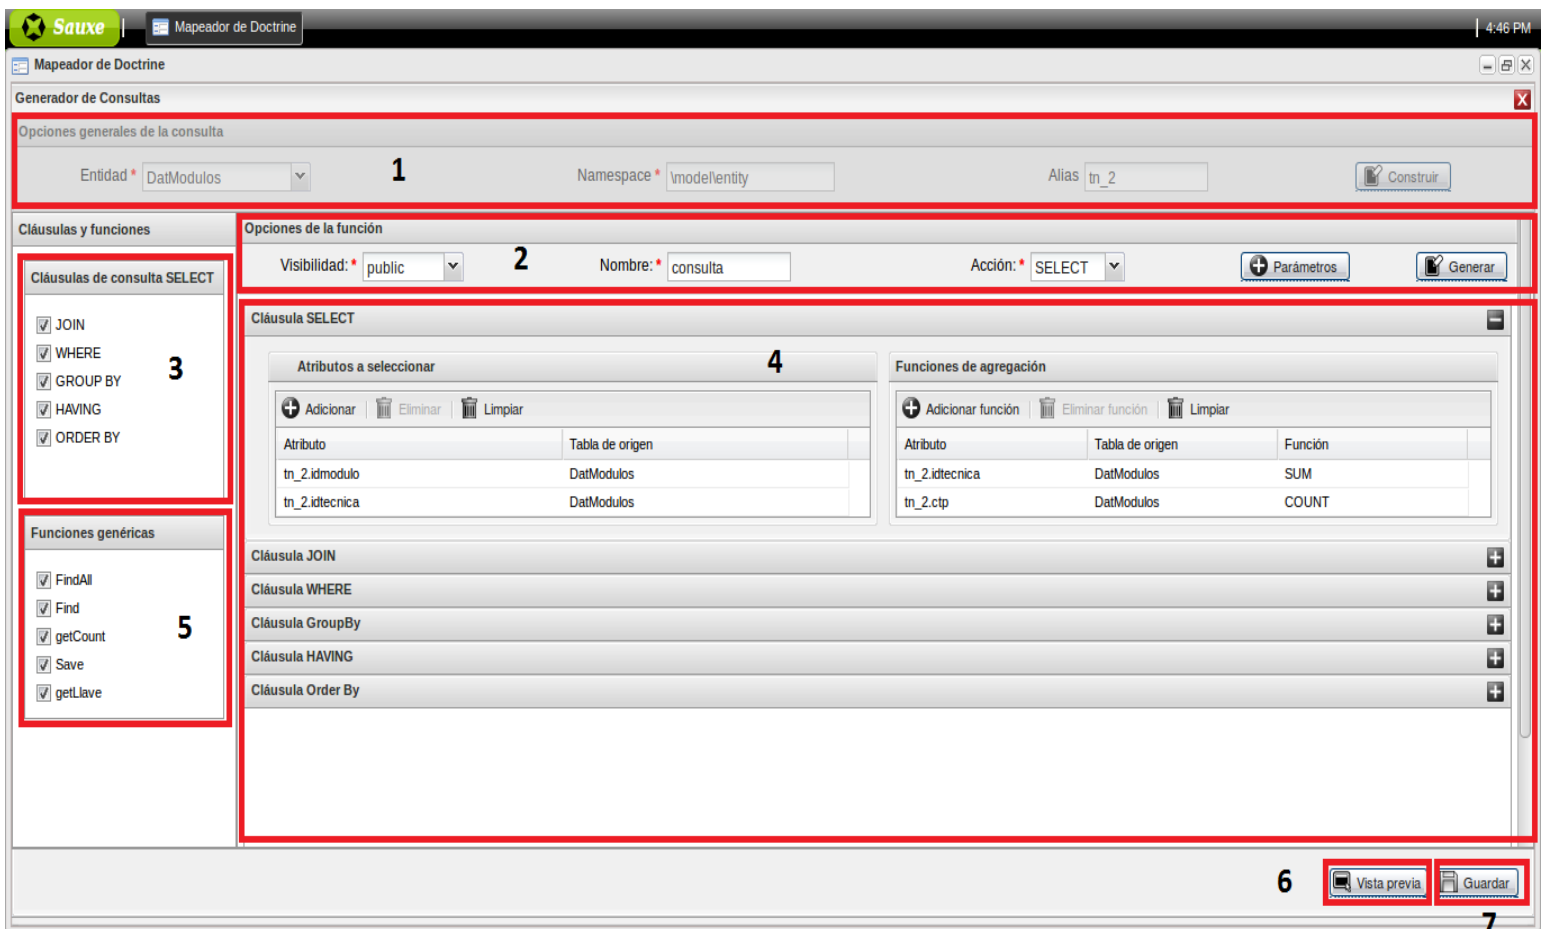 Sauxe | Mapeador de Doctrine 4:46 PM
Mapeador de Doctrine
Generador de Consultas
Opciones generales de la consulta
Entidad * DatModulos 1 Namespace * \model\entity Alias tn_2 Construir
Cláusulas y funciones
Opciones de la función
Visibilidad: * public 2 Nombre: * consulta Acción: * SELECT Parámetros Generar
Cláusulas de consulta SELECT
JOIN
WHERE
GROUP BY
HAVING
ORDER BY
3
Cláusula SELECT
4
Atributos a seleccionar
Adicionar Eliminar Limpiar
Atributo Tabla de origen
tn_2.idmodulo DatModulos
tn_2.idtecnica DatModulos
Funciones de agregación
Adicionar función Eliminar función Limpiar
Atributo Tabla de origen Función
tn_2.idtecnica DatModulos SUM
tn_2.ctp DatModulos COUNT
Funciones genéricas
FindAll
Find
getCount
Save
getLlave
5
Cláusula JOIN
Cláusula WHERE
Cláusula GroupBy
Cláusula HAVING
Cláusula Order By
6 Vista previa Guardar
7